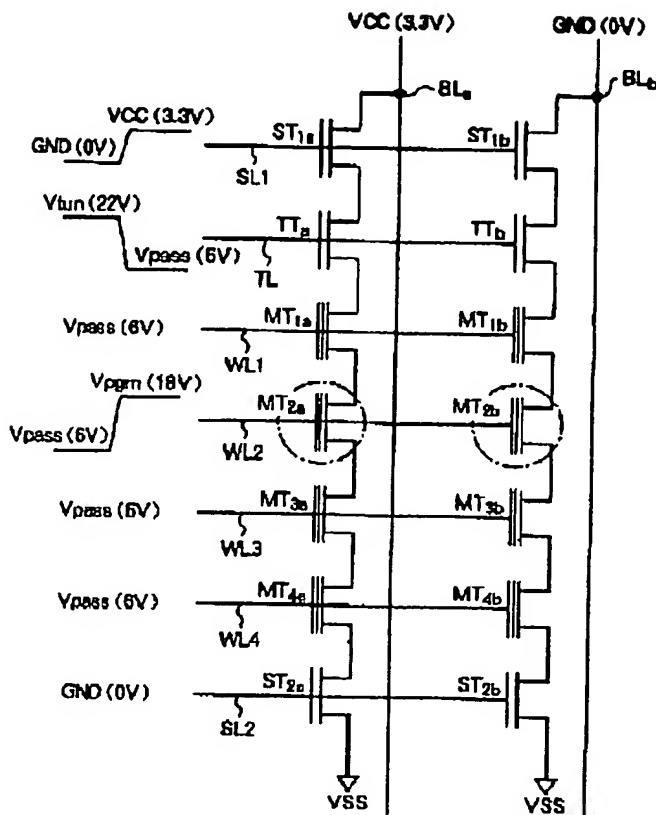 VCC (3.3V) GND (0V)
BLa BLb
VCC (3.3V)
GND (0V)
ST1a ST1b
SL1
Vtun (22V)
Vpass (6V)
TTa TTb
TL
Vpass (6V)
MT1a MT1b
WL1
Vpgm (18V)
Vpass (6V)
MT2a MT2b
WL2
Vpass (6V)
MT3a MT3b
WL3
Vpass (6V)
MT4a MT4b
WL4
GND (0V)
ST2a ST2b
SL2
VSS VSS